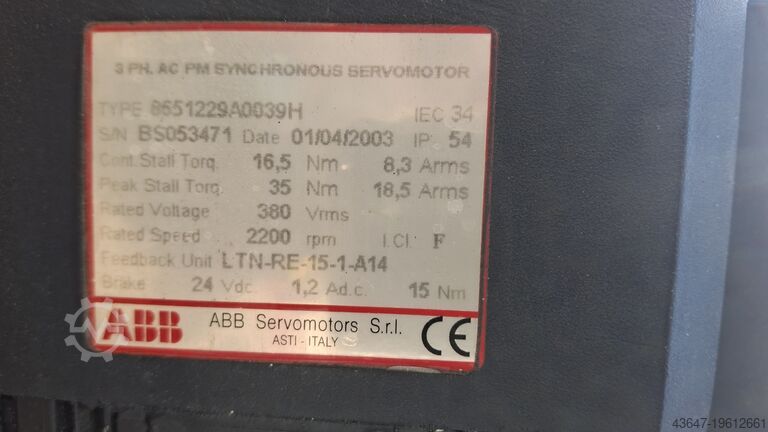 3 PH. AC PM SYNCHRONOUS SERVOMOTOR
TYPE 8651229A0039H IEC 34
S/N BS053471 Date 01/04/2003 IP 54
Cont.Stall Torq. 16,5 Nm 8,3 Arms
Peak Stall Torq. 35 Nm 18,5 Arms
Rated Voltage 380 Vrms
Rated Speed 2200 rpm I.Cl. F
Feedback Unit LTN-RE-15-1-A14
Brake 24 Vdc. 1,2 Ad.c. 15 Nm
ABB ABB Servomotors S.r.l. CE
ASTI - ITALY
43647-19612661